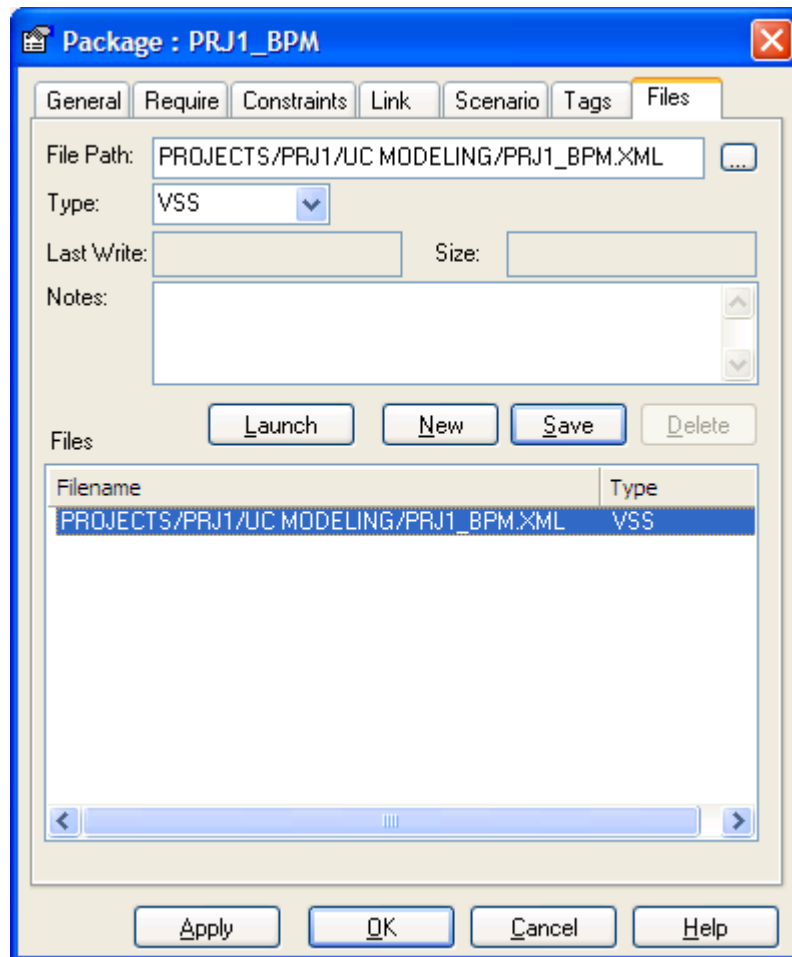 Package : PRJ1_BPM
General Require Constraints Link Scenario Tags Files
File Path: PROJECTS/PRJ1/UC MODELING/PRJ1_BPM.XML ...
Type: VSS
Last Write: Size:
Notes:
Launch New Save Delete
Files
Filename Type
PROJECTS/PRJ1/UC MODELING/PRJ1_BPM.XML VSS
Apply OK Cancel Help